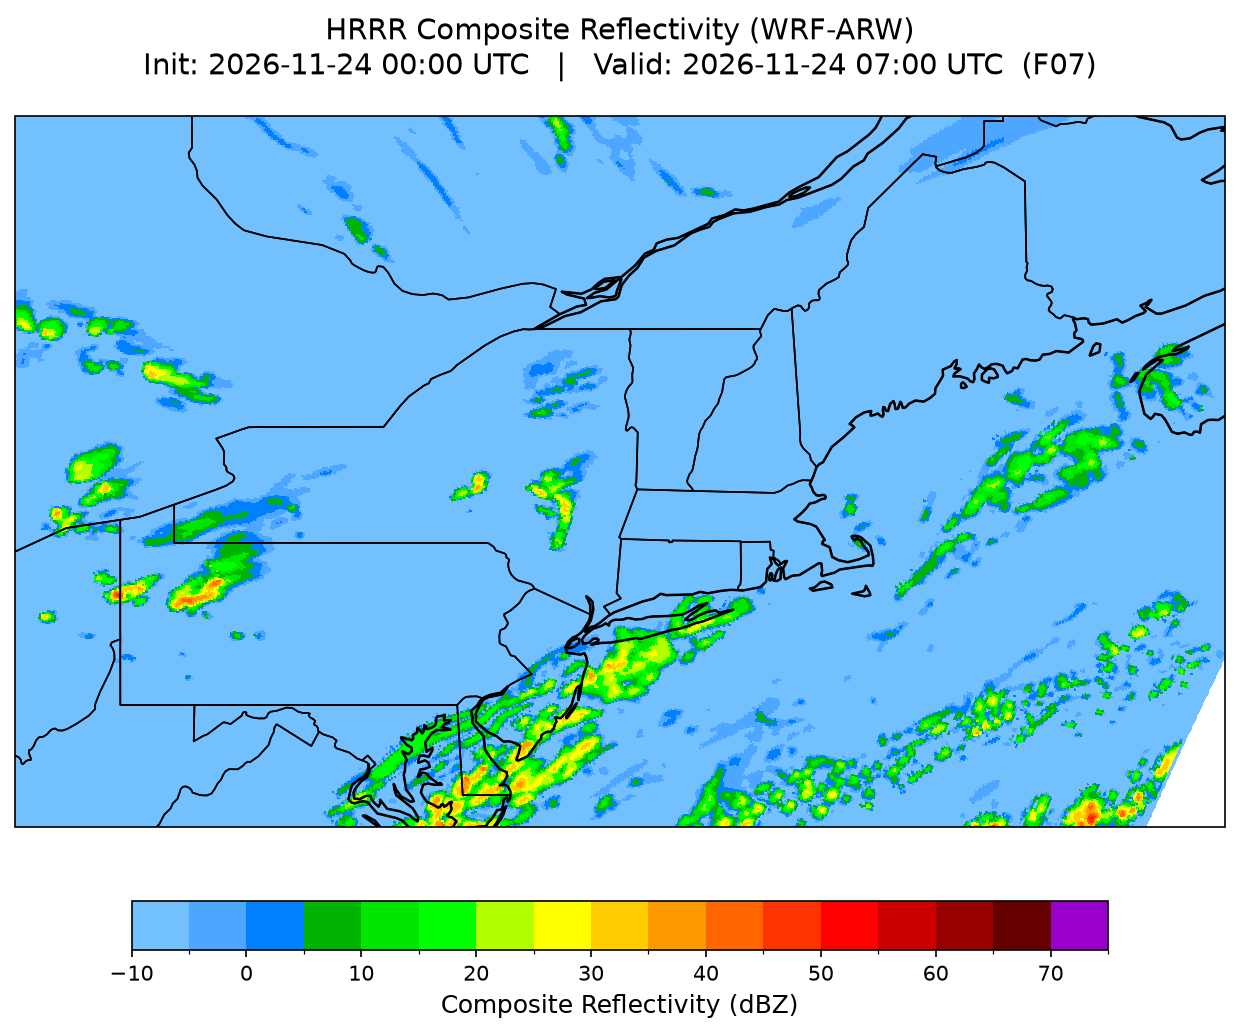 HRRR Composite Reflectivity (WRF-ARW)
Init: 2026-11-24 00:00 UTC   |   Valid: 2026-11-24 07:00 UTC  (F07)
−10 0 10 20 30 40 50 60 70
Composite Reflectivity (dBZ)